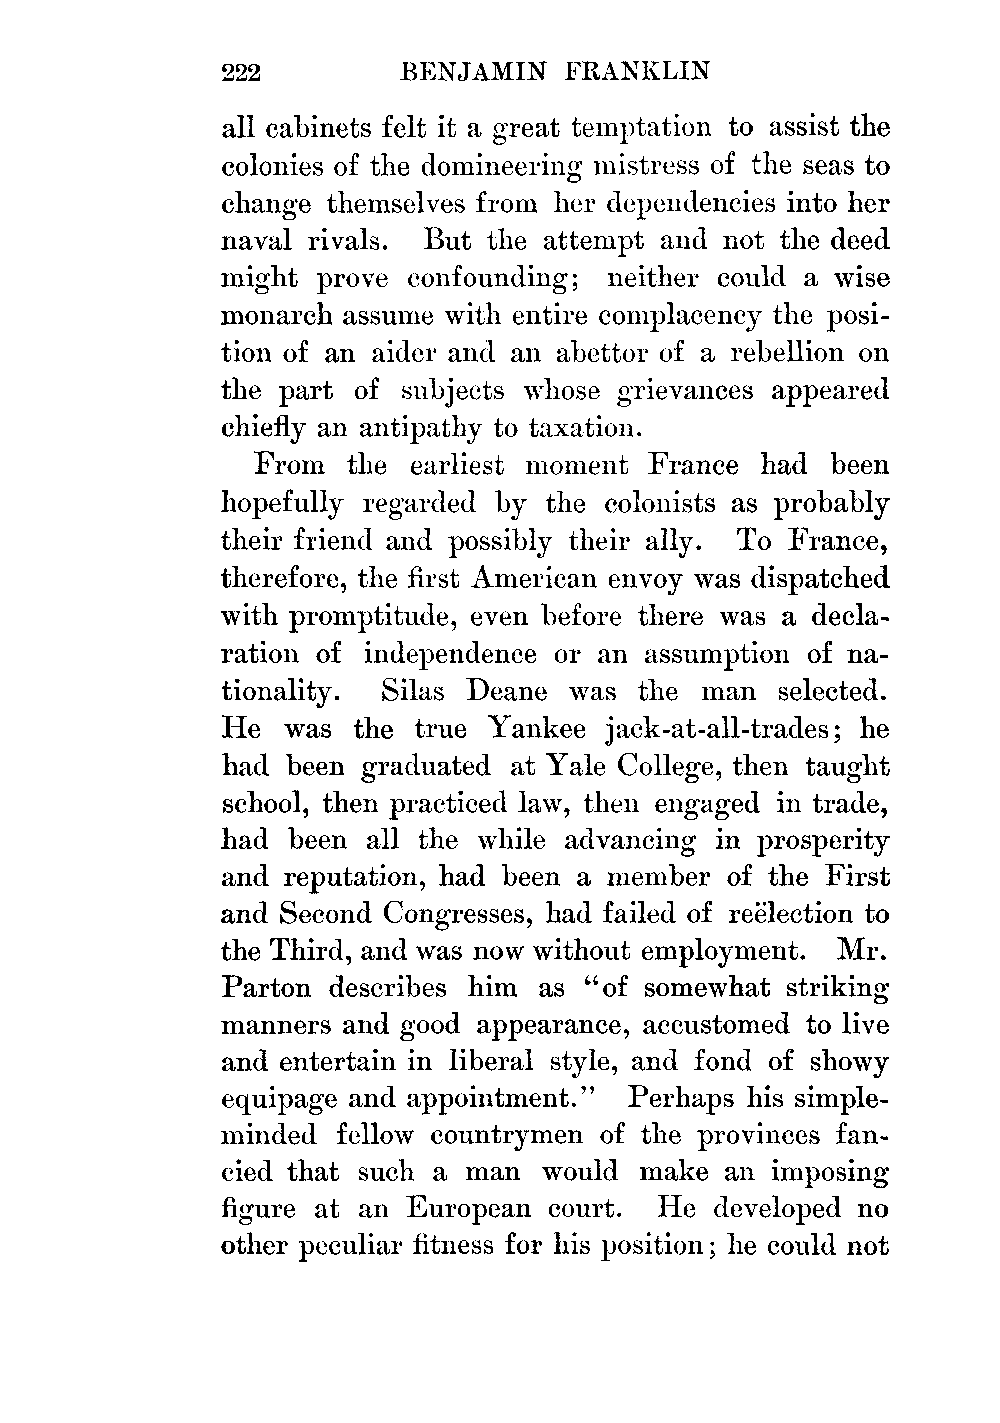 222 BENJAMIN FRANKLIN
all cabinets felt it a great temptation to assist the
colonies of the domineering mistress of the seas to
change themselves from her dependencies into her
naval rivals. But the attempt and not the deed
might prove confounding; neither could a wise
monarch assume with entire complacency the posi-
tion of an aider and an abettor of a rebellion on
the part of subjects whose grievances appeared
chiefly an antipathy to taxation.
From the earliest moment France had been
hopefully regarded by the colonists as probably
their friend and possibly their ally. To France,
therefore, the first American envoy was dispatched
with promptitude, even before there was a decla-
ration of independence or an assumption of na-
tionality. Silas Deane was the man selected.
He was the true Yankee jack-at-all-trades; he
had been graduated at Yale College, then taught
school, then practiced law, then engaged in trade,
had been all the while advancing in prosperity
and reputation, had been a member of the First
and Second Congresses, had failed of reëlection to
the Third, and was now without employment. Mr.
Parton describes him as “of somewhat striking
manners and good appearance, accustomed to live
and entertain in liberal style, and fond of showy
equipage and appointment.” Perhaps his simple-
minded fellow countrymen of the provinces fan-
cied that such a man would make an imposing
figure at an European court. He developed no
other peculiar fitness for his position; he could not